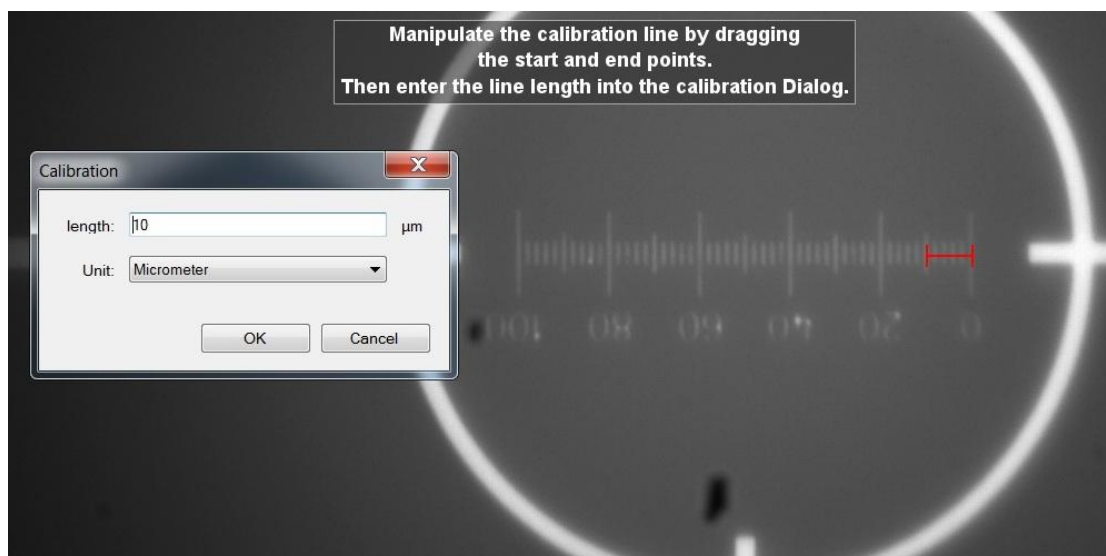 Manipulate the calibration line by dragging
the start and end points.
Then enter the line length into the calibration Dialog.
Calibration
X
length: 10 µm
Unit: Micrometer
OK Cancel
100 80 60 40 20 0